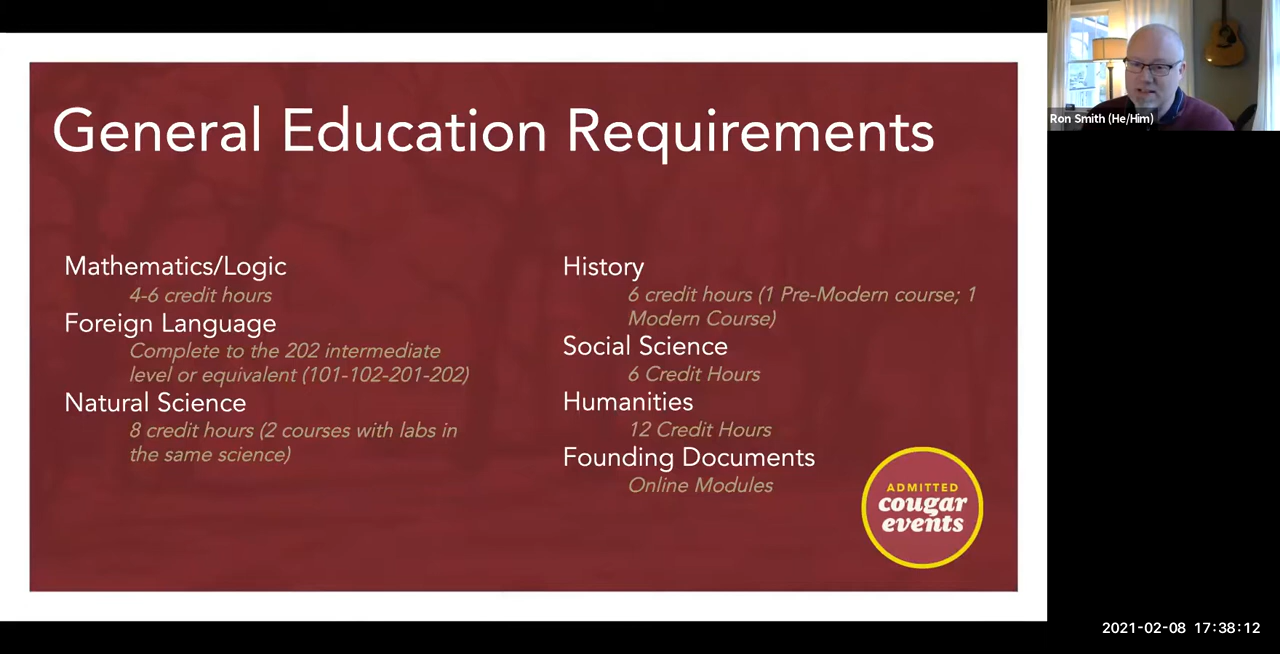 General Education Requirements
Mathematics/Logic
4-6 credit hours
Foreign Language
Complete to the 202 intermediate
level or equivalent (101-102-201-202)
Natural Science
8 credit hours (2 courses with labs in
the same science)
History
6 credit hours (1 Pre-Modern course; 1
Modern Course)
Social Science
6 Credit Hours
Humanities
12 Credit Hours
Founding Documents
Online Modules
ADMITTED
cougar
events
Ron Smith (He/Him)
2021-02-08 17:38:12